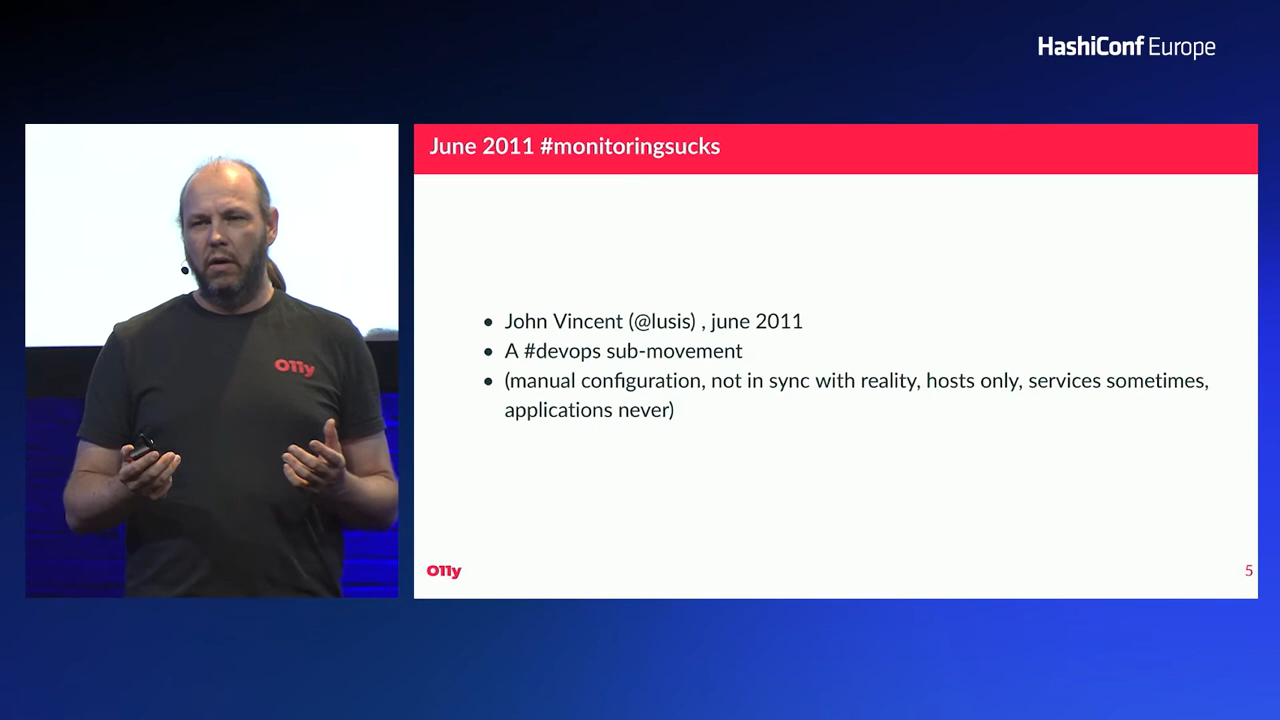 HashiConf Europe
June 2011 #monitoringsucks
O11y
• John Vincent (@lusis) , june 2011
• A #devops sub-movement
• (manual configuration, not in sync with reality, hosts only, services sometimes,
applications never)
O11y
5